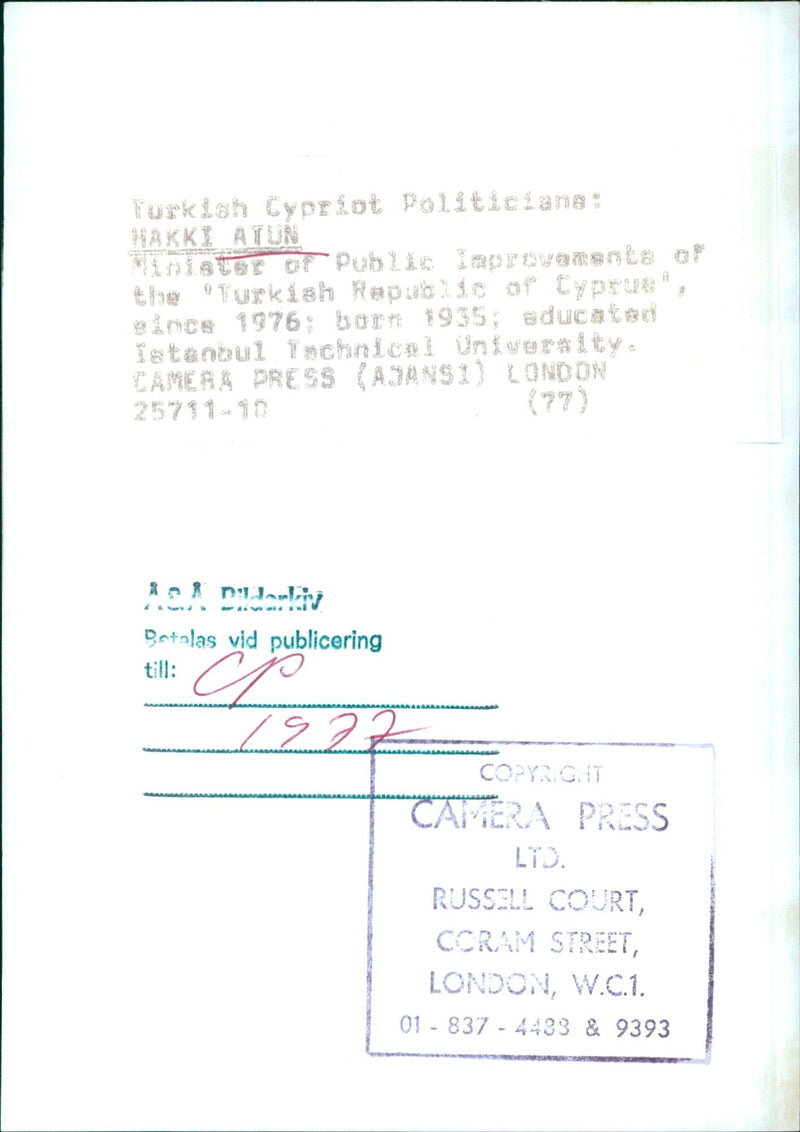 Turkish Cypriot Politicians:
HAKKI ATUN
Minister of Public Improvements of
the "Turkish Republic of Cyprus",
since 1976; born 1935; educated
Istanbul Technical University.
CAMERA PRESS (AJANSI) LONDON
25711-10 (77)
Å&Å Bildarkiv
Betalas vid publicering
till: CP
1977
COPYRIGHT
CAMERA PRESS
LTD.
RUSSELL COURT,
CORAM STREET,
LONDON, W.C.1.
01 - 837 - 4488 & 9393